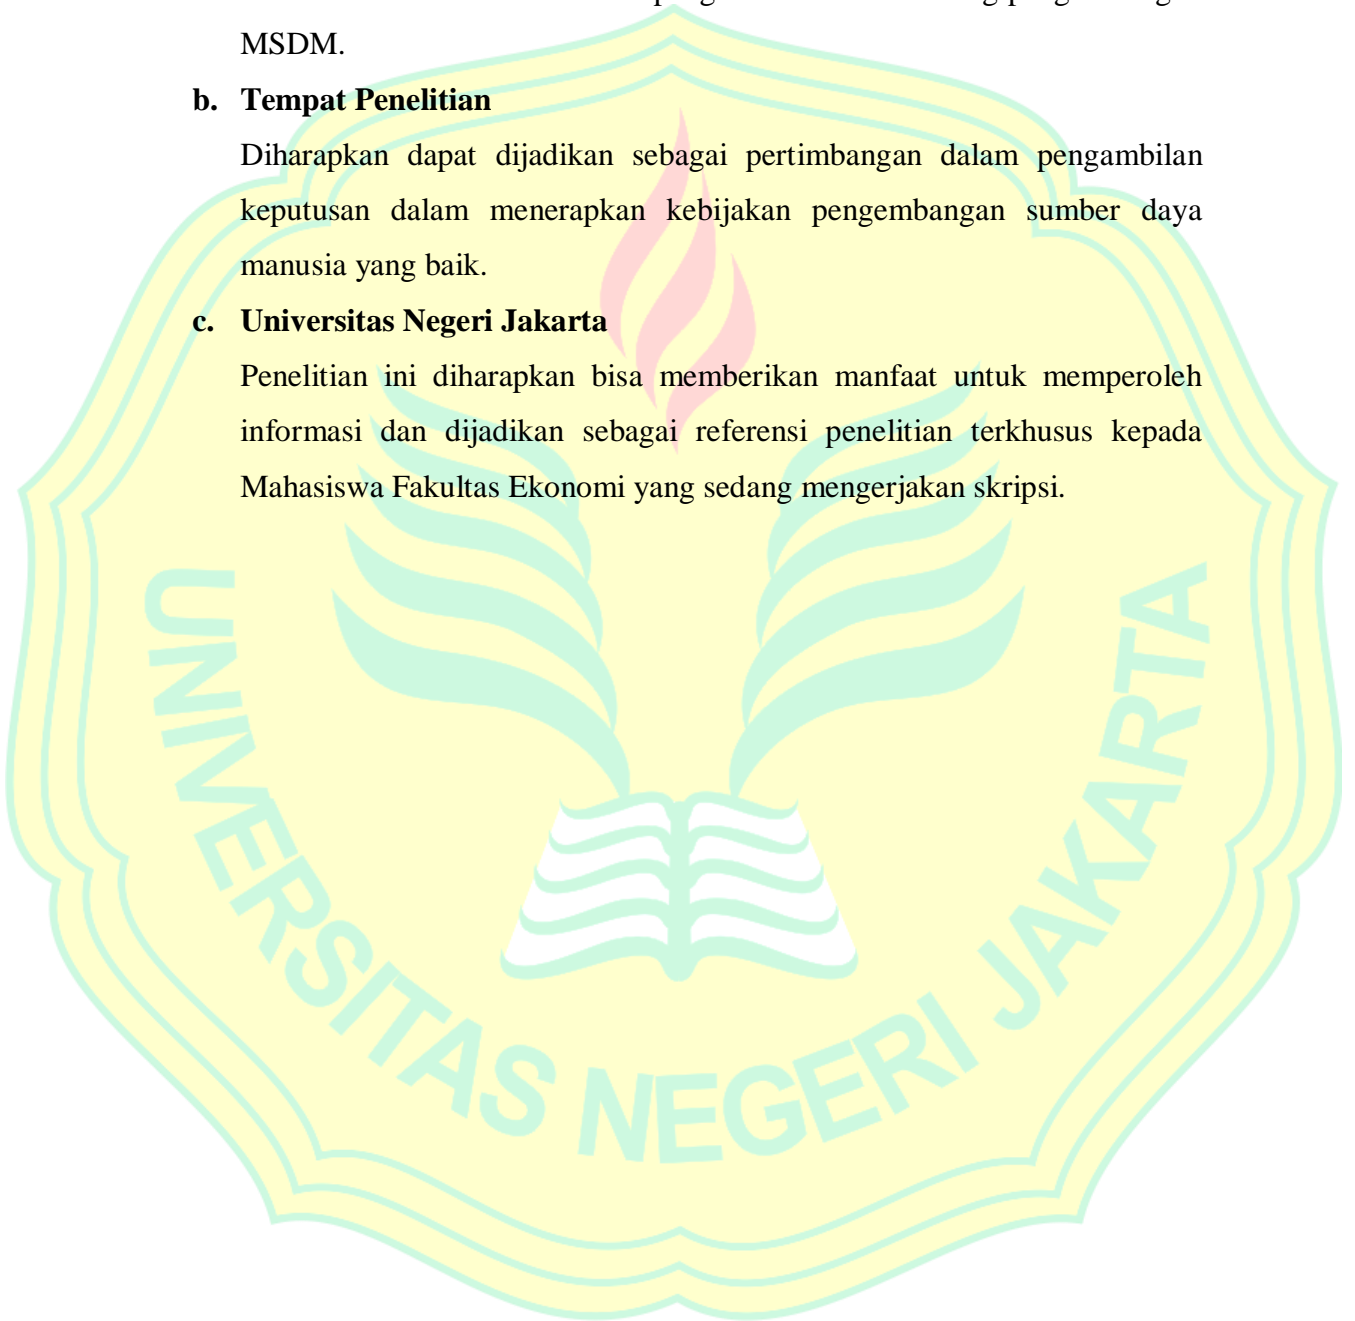 MSDM.
b. Tempat Penelitian
Diharapkan dapat dijadikan sebagai pertimbangan dalam pengambilan
keputusan dalam menerapkan kebijakan pengembangan sumber daya
manusia yang baik.
c. Universitas Negeri Jakarta
Penelitian ini diharapkan bisa memberikan manfaat untuk memperoleh
informasi dan dijadikan sebagai referensi penelitian terkhusus kepada
Mahasiswa Fakultas Ekonomi yang sedang mengerjakan skripsi.
UNIVERSITAS NEGERI JAKARTA